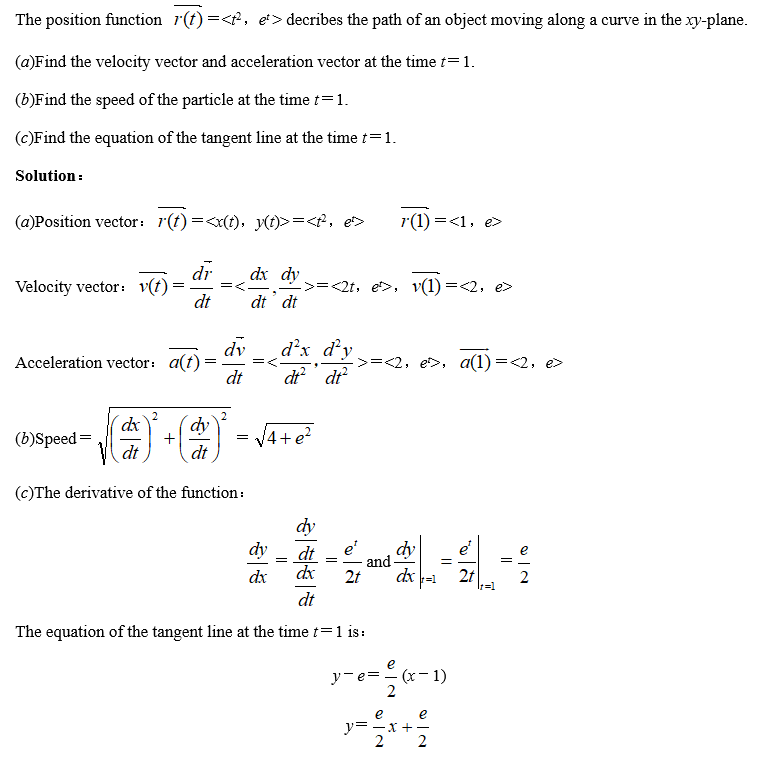 The position function r(t)⃗ =<t², eᵗ> decribes the path of an object moving along a curve in the xy-plane.
(a)Find the velocity vector and acceleration vector at the time t=1.
(b)Find the speed of the particle at the time t=1.
(c)Find the equation of the tangent line at the time t=1.
Solution:
(a)Position vector: r(t)⃗ =<x(t), y(t)>=<t², eᵗ> r(1)⃗ =<1, e>
Velocity vector: v(t)⃗ = dr⃗/dt =<dx/dt, dy/dt>=<2t, eᵗ>, v(1)⃗ =<2, e>
Acceleration vector: a(t)⃗ = dv⃗/dt =<d²x/dt², d²y/dt²>=<2, eᵗ>, a(1)⃗ =<2, e>
(b)Speed= √((dx/dt)² + (dy/dt)²) = √(4+e²)
(c)The derivative of the function:
dy/dx = (dy/dt)/(dx/dt) = eᵗ/2t and dy/dx|ₜ₌₁ = eᵗ/2t|ₜ₌₁ = e/2
The equation of the tangent line at the time t=1 is:
y-e= e/2 (x-1)
y= e/2 x + e/2